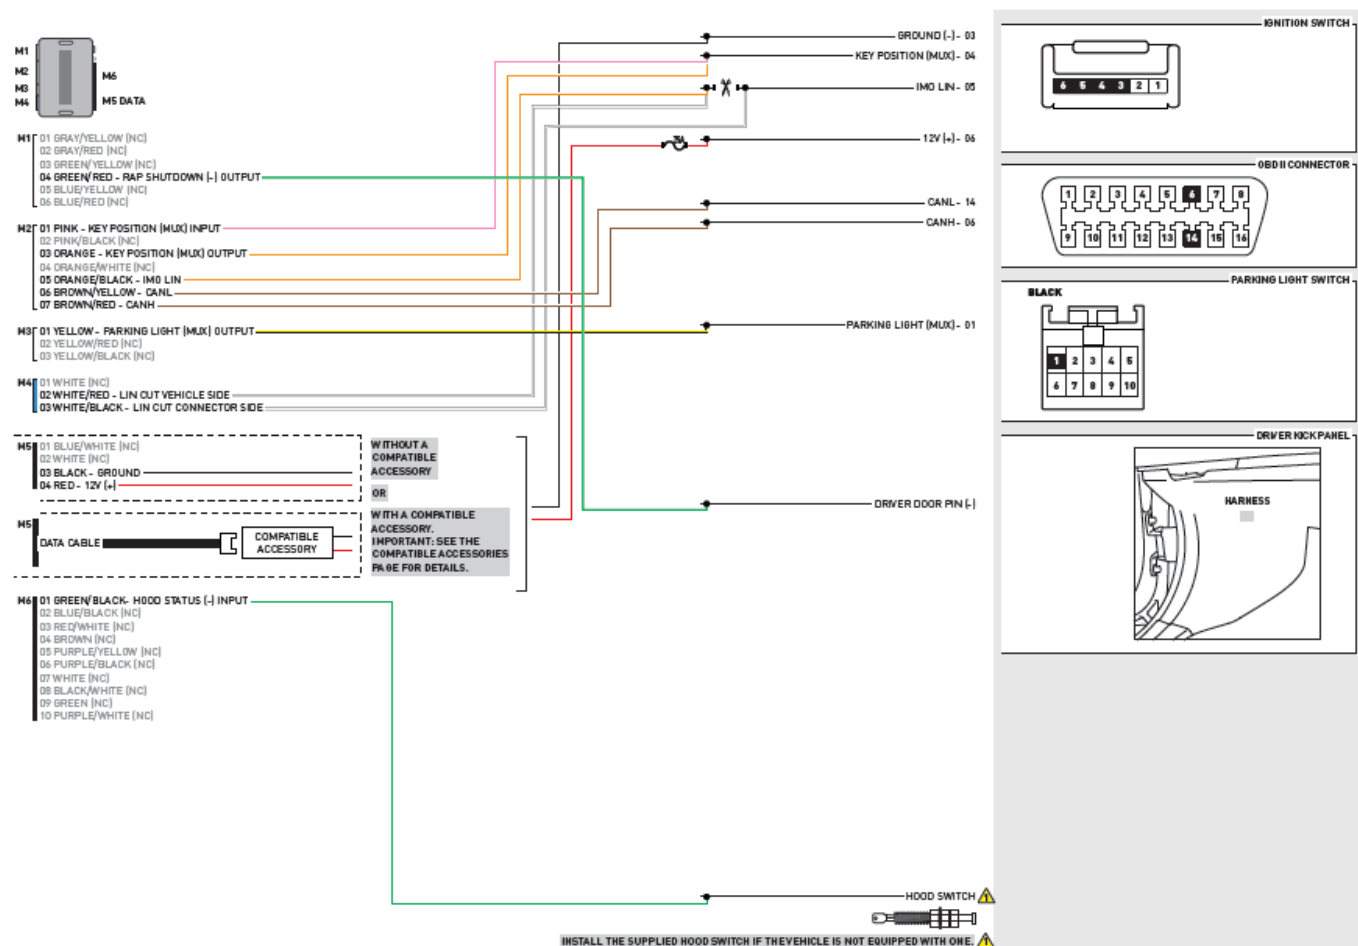 M1
M2
M3
M4
M6
M5 DATA
M1
01 GRAY/YELLOW (NC)
02 GRAY/RED (NC)
03 GREEN/YELLOW (NC)
04 GREEN/RED - RAP SHUTDOWN (-) OUTPUT
05 BLUE/YELLOW (NC)
06 BLUE/RED (NC)
M2
01 PINK - KEY POSITION (MUX) INPUT
02 PINK/BLACK (NC)
03 ORANGE - KEY POSITION (MUX) OUTPUT
04 ORANGE/WHITE (NC)
05 ORANGE/BLACK - IMO LIN
06 BROWN/YELLOW - CANL
07 BROWN/RED - CANH
M3
01 YELLOW - PARKING LIGHT (MUX) OUTPUT
02 YELLOW/RED (NC)
03 YELLOW/BLACK (NC)
M4
01 WHITE (NC)
02 WHITE/RED - LIN CUT VEHICLE SIDE
03 WHITE/BLACK - LIN CUT CONNECTOR SIDE
M5
01 BLUE/WHITE (NC)
02 WHITE (NC)
03 BLACK - GROUND
04 RED - 12V (+)
WITHOUT A
COMPATIBLE
ACCESSORY
OR
M5
DATA CABLE
COMPATIBLE
ACCESSORY
WITH A COMPATIBLE
ACCESSORY.
IMPORTANT: SEE THE
COMPATIBLE ACCESSORIES
PAGE FOR DETAILS.
M6
01 GREEN/BLACK- HOOD STATUS (-) INPUT
02 BLUE/BLACK (NC)
03 RED/WHITE (NC)
04 BROWN (NC)
05 PURPLE/YELLOW (NC)
06 PURPLE/BLACK (NC)
07 WHITE (NC)
08 BLACK/WHITE (NC)
09 GREEN (NC)
10 PURPLE/WHITE (NC)
GROUND (-) - 03
KEY POSITION (MUX) - 04
IMO LIN - 05
12V (+) - 06
CANL - 14
CANH - 06
PARKING LIGHT (MUX) - 01
DRIVER DOOR PIN (-)
HOOD SWITCH
INSTALL THE SUPPLIED HOOD SWITCH IF THE VEHICLE IS NOT EQUIPPED WITH ONE.
IGNITION SWITCH
6 5 4 3 2 1
OBD II CONNECTOR
1 2 3 4 5 6 7 8
9 10 11 12 13 14 15 16
PARKING LIGHT SWITCH
BLACK
1 2 3 4 5
6 7 8 9 10
DRIVER KICK PANEL
HARNESS